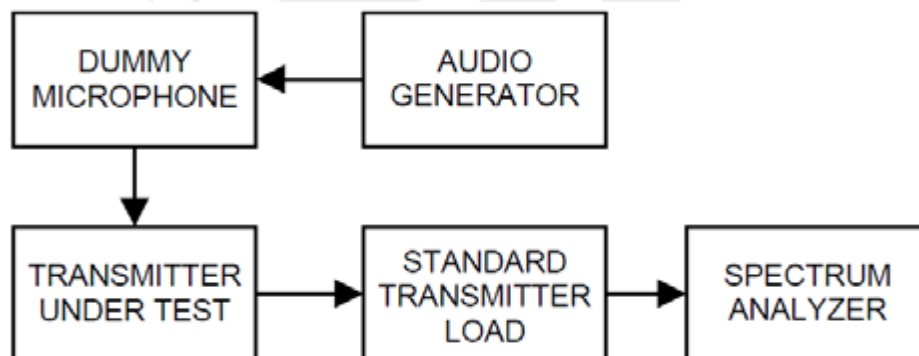 DUMMY
MICROPHONE
AUDIO
GENERATOR
TRANSMITTER
UNDER TEST
STANDARD
TRANSMITTER
LOAD
SPECTRUM
ANALYZER